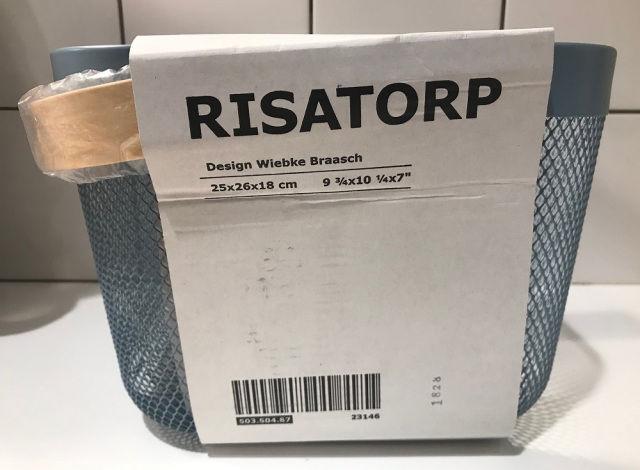 RISATORP
Design Wiebke Braasch
25x26x18 cm 9 ¾x10 ¼x7"
503.504.87 23146
1828